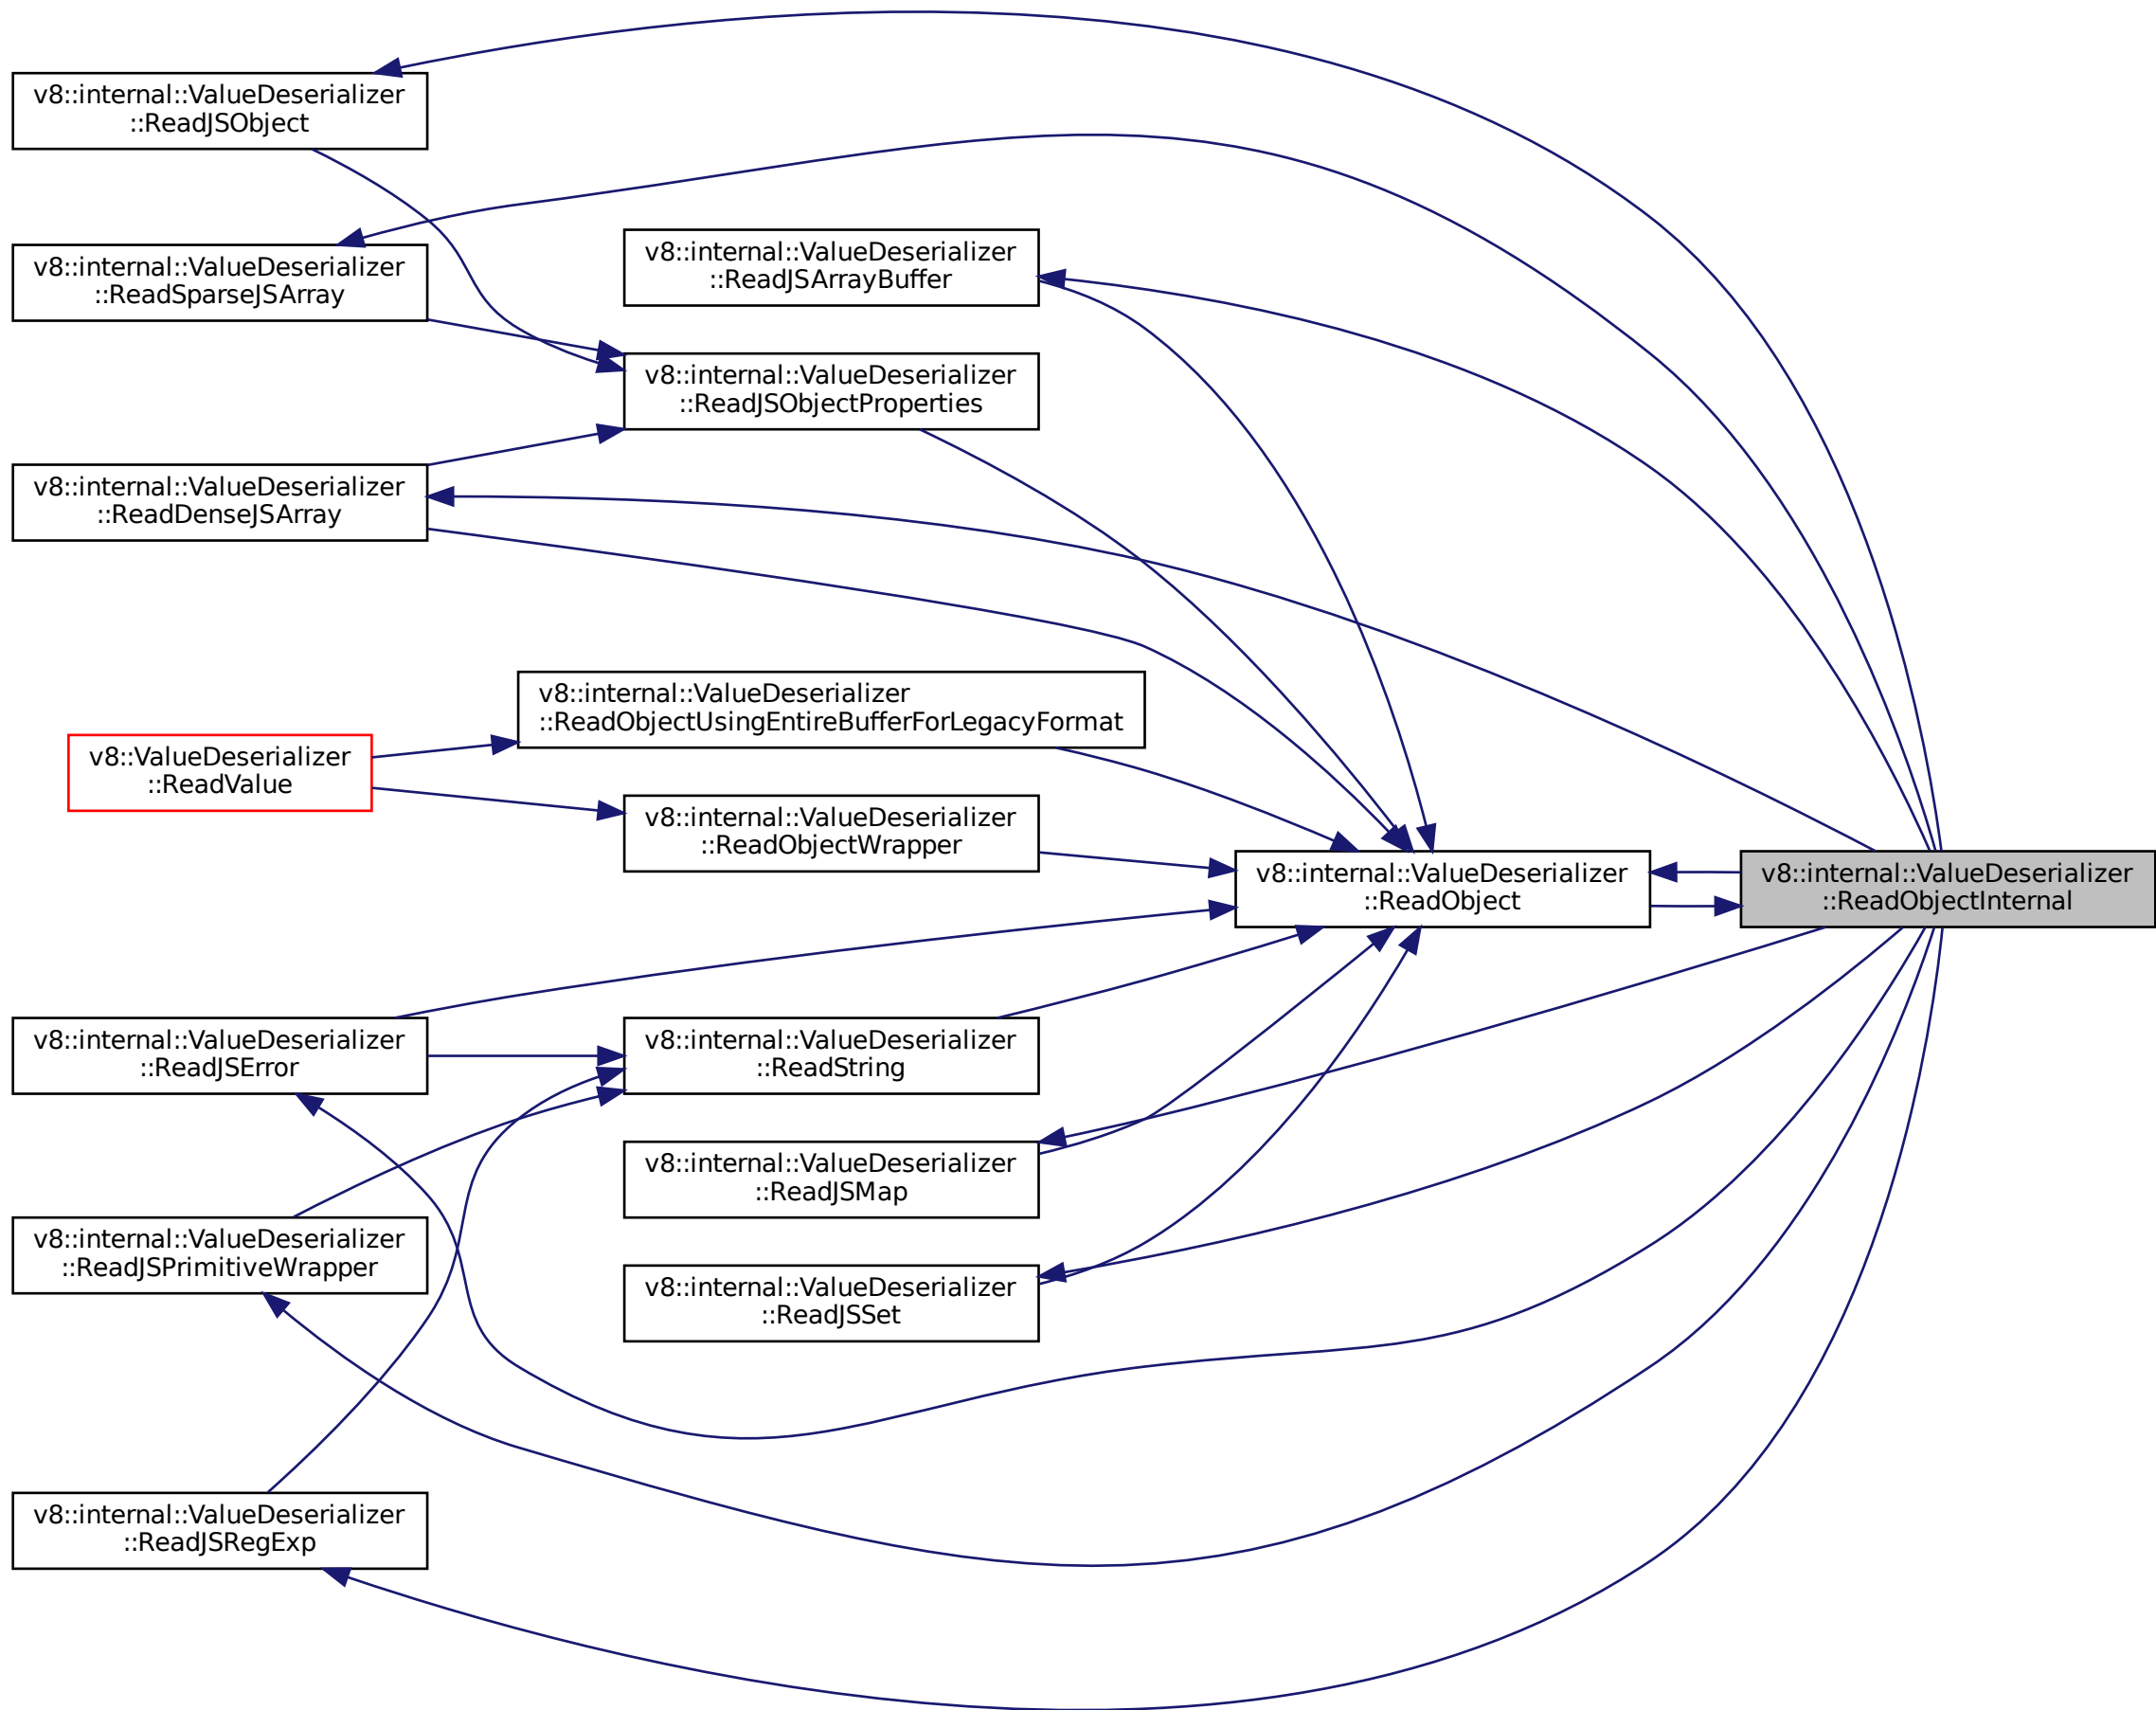 v8::internal::ValueDeserializer
::ReadJSObject
v8::internal::ValueDeserializer
::ReadSparseJSArray
v8::internal::ValueDeserializer
::ReadJSArrayBuffer
v8::internal::ValueDeserializer
::ReadJSObjectProperties
v8::internal::ValueDeserializer
::ReadDenseJSArray
v8::internal::ValueDeserializer
::ReadObjectUsingEntireBufferForLegacyFormat
v8::ValueDeserializer
::ReadValue
v8::internal::ValueDeserializer
::ReadObjectWrapper
v8::internal::ValueDeserializer
::ReadObject
v8::internal::ValueDeserializer
::ReadObjectInternal
v8::internal::ValueDeserializer
::ReadJSError
v8::internal::ValueDeserializer
::ReadString
v8::internal::ValueDeserializer
::ReadJSMap
v8::internal::ValueDeserializer
::ReadJSPrimitiveWrapper
v8::internal::ValueDeserializer
::ReadJSSet
v8::internal::ValueDeserializer
::ReadJSRegExp